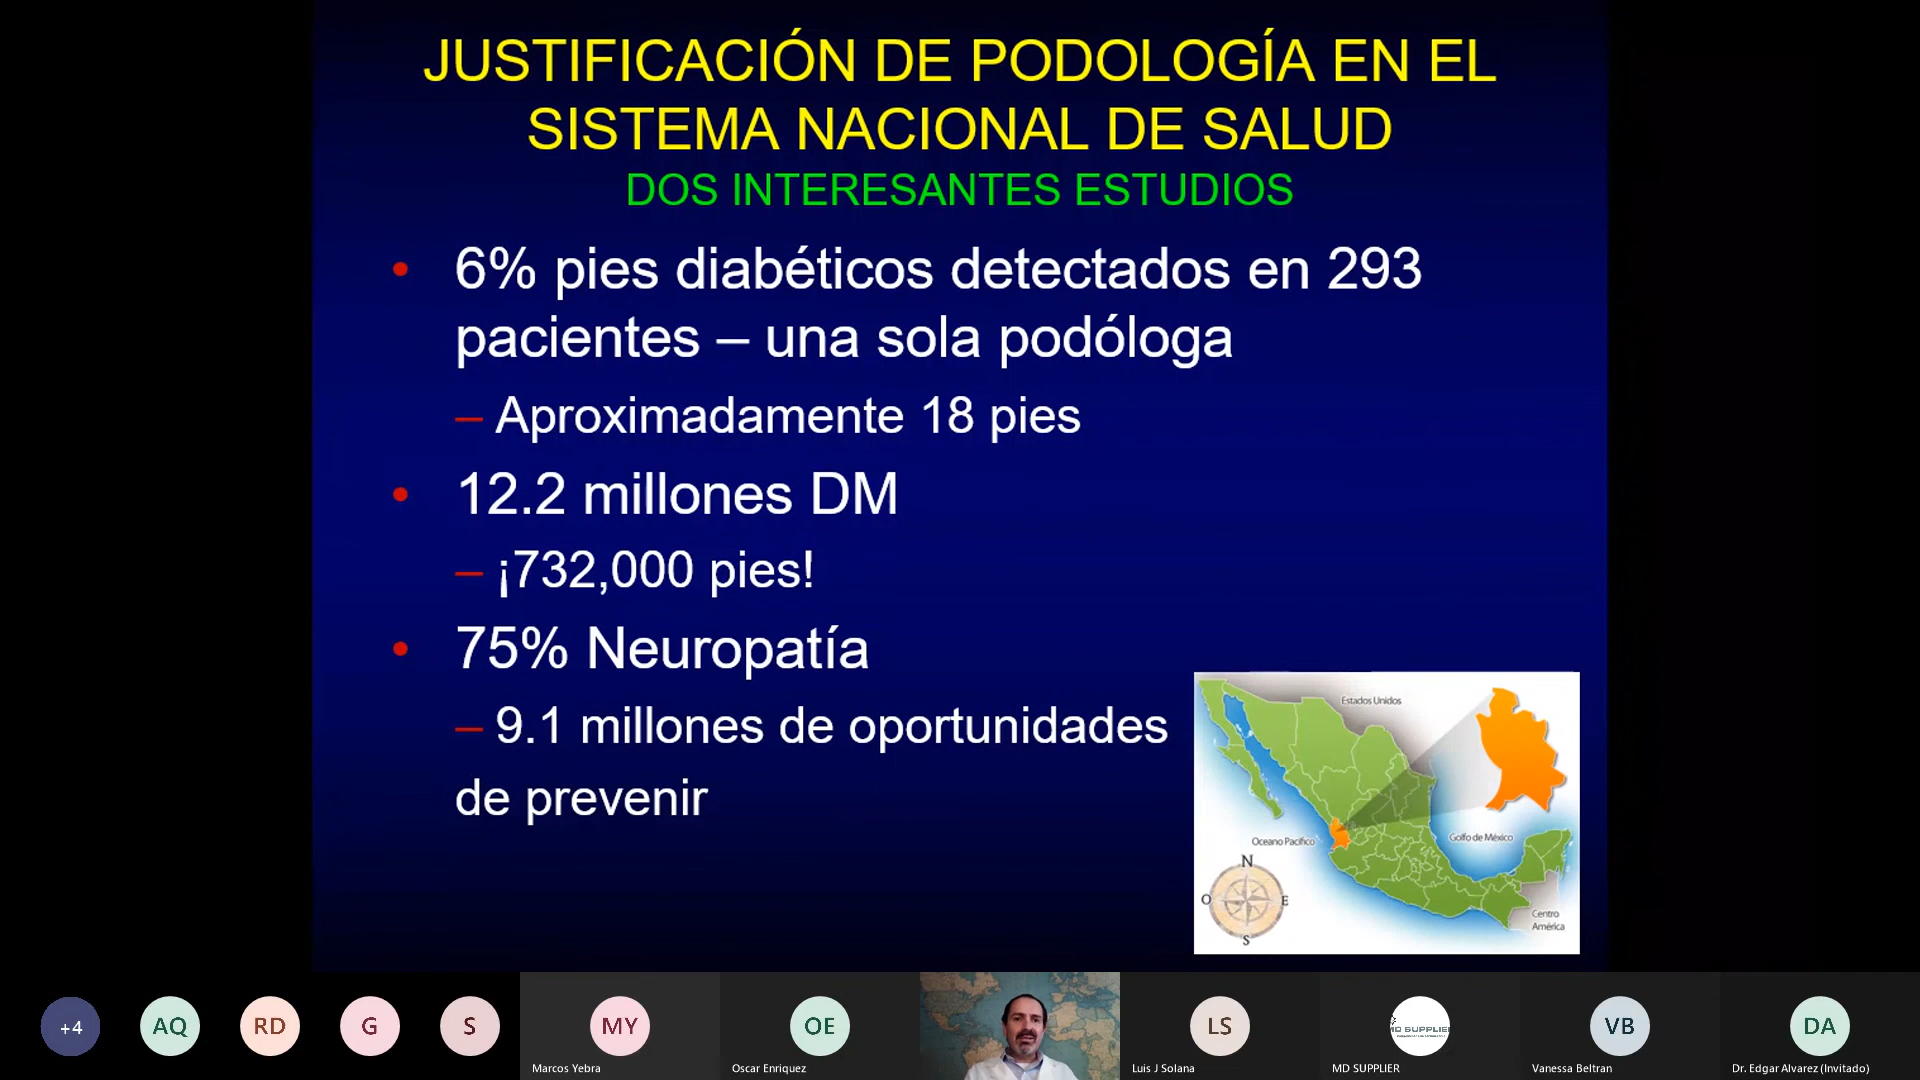 JUSTIFICACIÓN DE PODOLOGÍA EN EL
SISTEMA NACIONAL DE SALUD
DOS INTERESANTES ESTUDIOS
• 6% pies diabéticos detectados en 293
pacientes – una sola podóloga
– Aproximadamente 18 pies
• 12.2 millones DM
– ¡732,000 pies!
• 75% Neuropatía
– 9.1 millones de oportunidades
de prevenir
Estados Unidos
Oceano Pacífico
Golfo de México
N
O
E
S
Centro
América
+4
AQ
RD
G
S
MY
Marcos Yebra
OE
Oscar Enriquez
LS
Luis J Solana
MD SUPPLIER
MD SUPPLIER
VB
Vanessa Beltran
DA
Dr. Edgar Alvarez (Invitado)